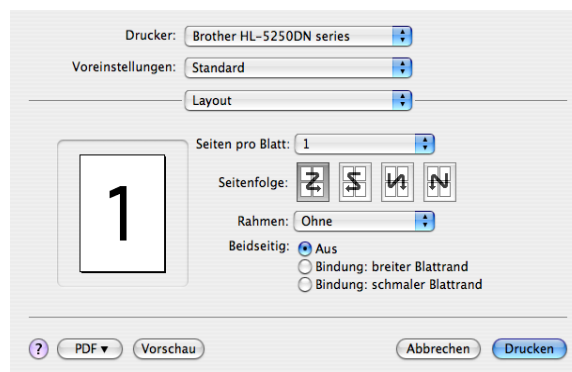 Drucker: Brother HL-5250DN series
Voreinstellungen: Standard
Layout
Seiten pro Blatt: 1
Seitenfolge:
Rahmen: Ohne
Beidseitig: Aus
Bindung: breiter Blattrand
Bindung: schmaler Blattrand
1
? PDF▼ Vorschau Abbrechen Drucken